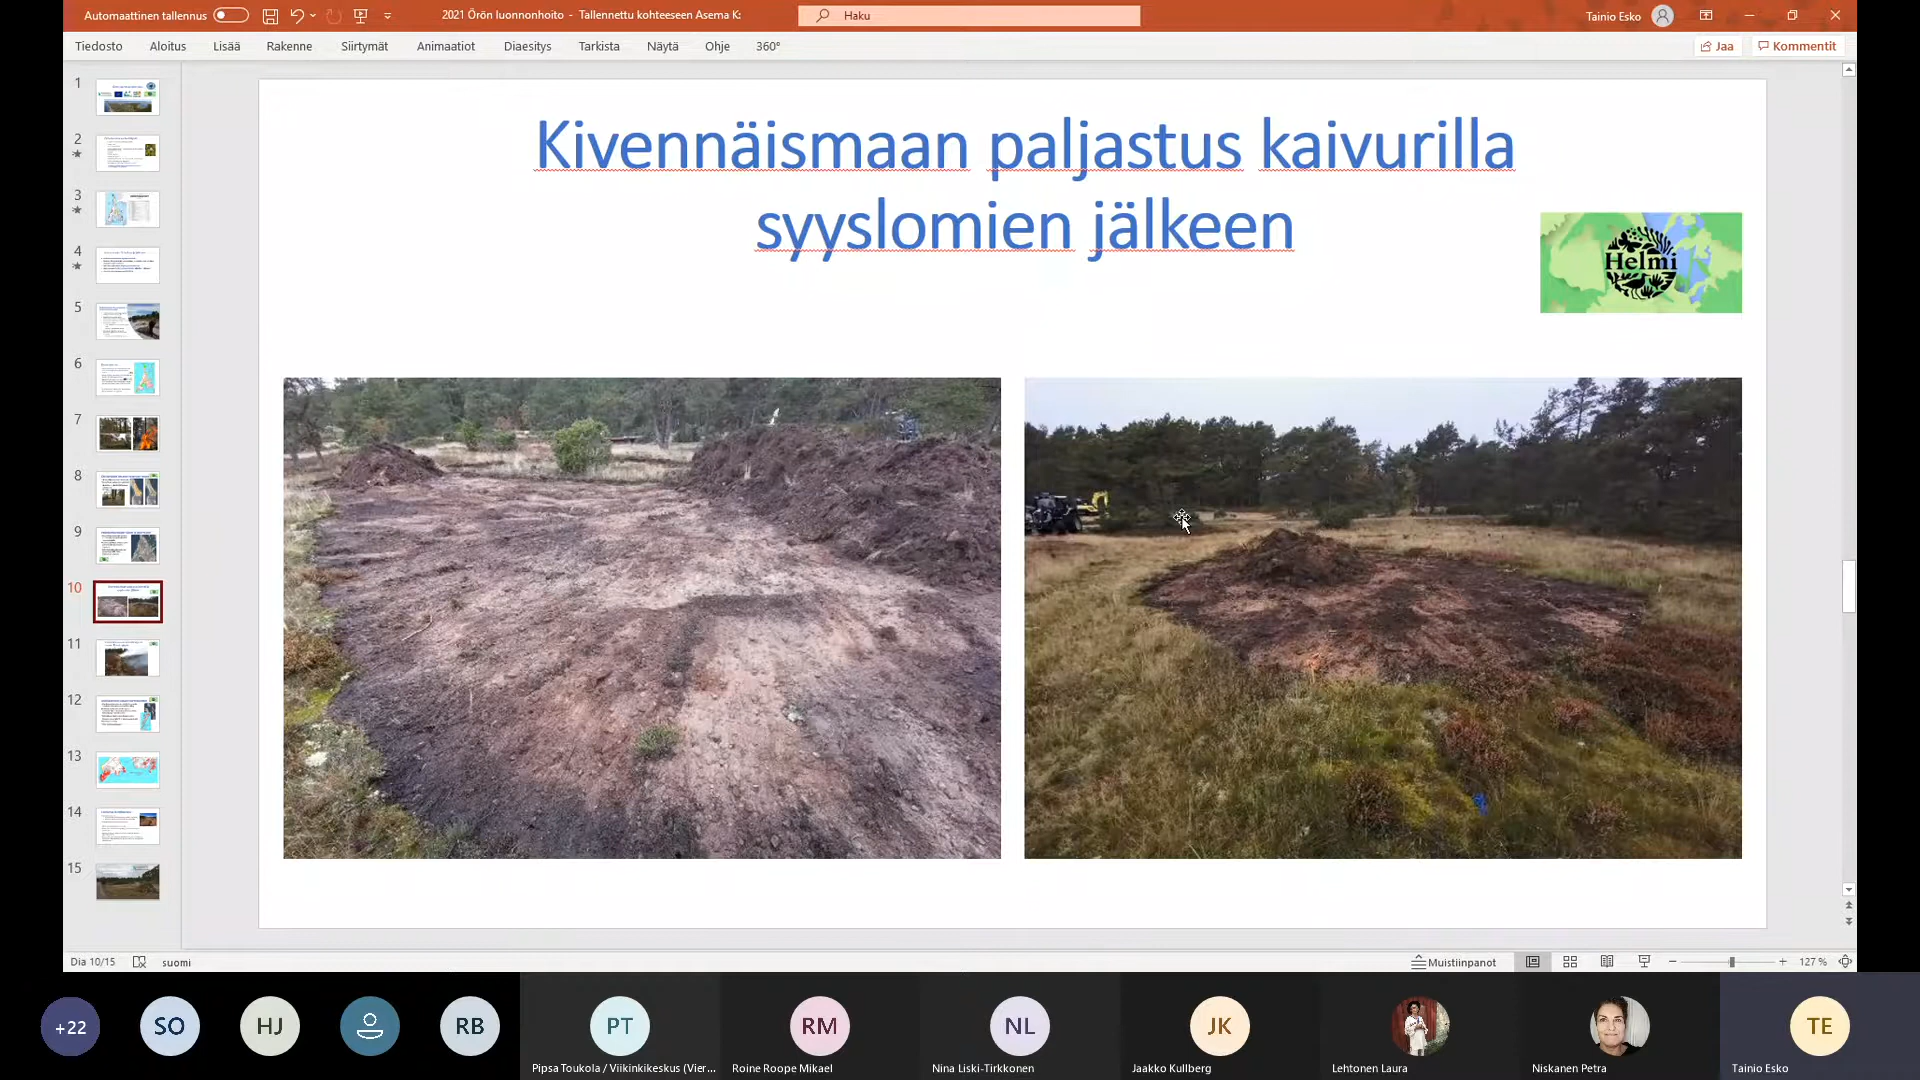 Automaattinen tallennus
2021 Örön luonnonhoito - Tallennettu kohteeseen Asema K:
Haku
Tainio Esko
Tiedosto Aloitus Lisää Rakenne Siirtymät Animaatiot Diaesitys Tarkista Näytä Ohje 360°
Jaa Kommentit
1
2
3
4
5
6
7
8
9
10
11
12
13
14
15
Kivennäismaan paljastus kaivurilla
syyslomien jälkeen
Helmi
Dia 10/15 suomi
Muistiinpanot
127 %
+22 SO HJ RB PT RM NL JK TE
Pipsa Toukola / Viikinkikeskus (Vier... Roine Roope Mikael Nina Liski-Tirkkonen Jaakko Kullberg Lehtonen Laura Niskanen Petra Tainio Esko